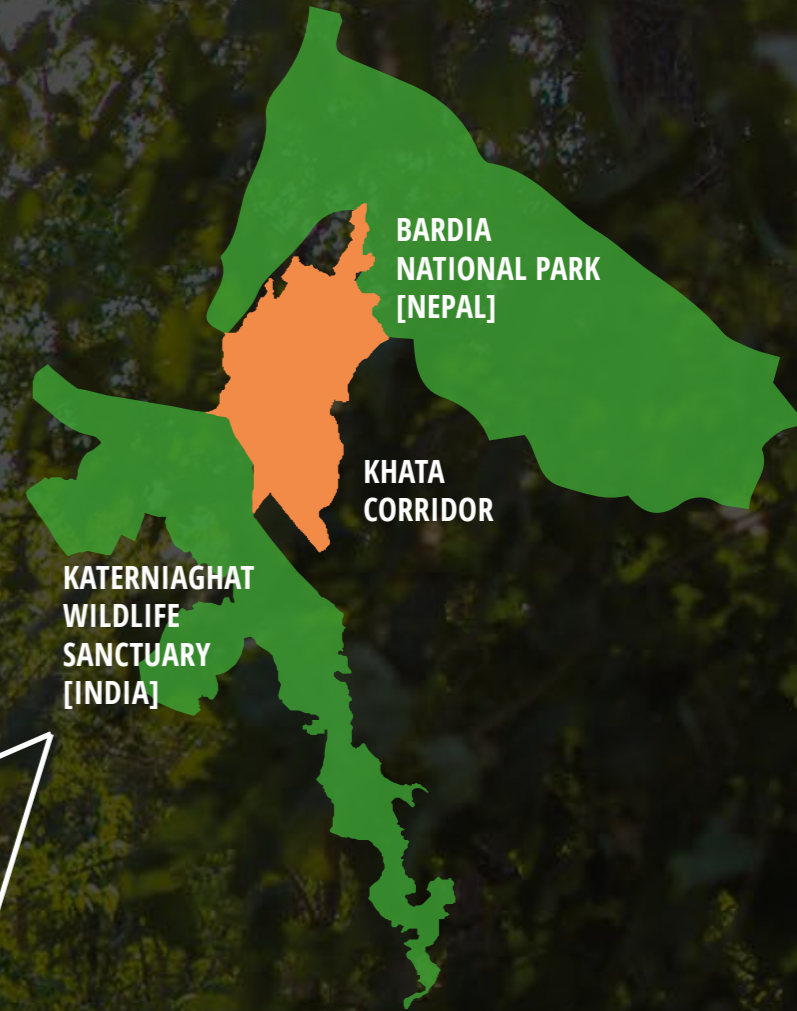 BARDIA
NATIONAL PARK
[NEPAL]
KHATA
CORRIDOR
KATERNIAGHAT
WILDLIFE
SANCTUARY
[INDIA]